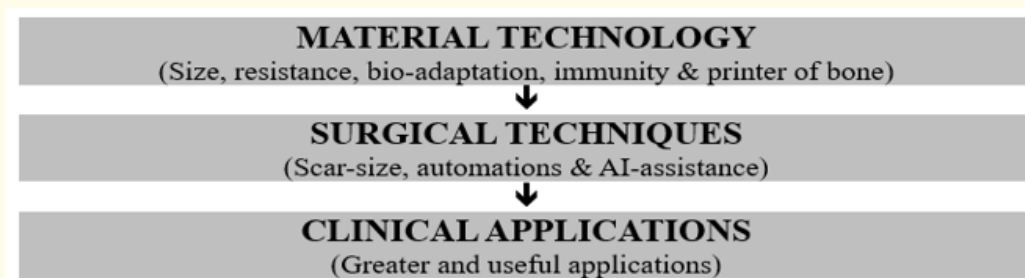 MATERIAL TECHNOLOGY
(Size, resistance, bio-adaptation, immunity & printer of bone)
SURGICAL TECHNIQUES
(Scar-size, automations & AI-assistance)
CLINICAL APPLICATIONS
(Greater and useful applications)